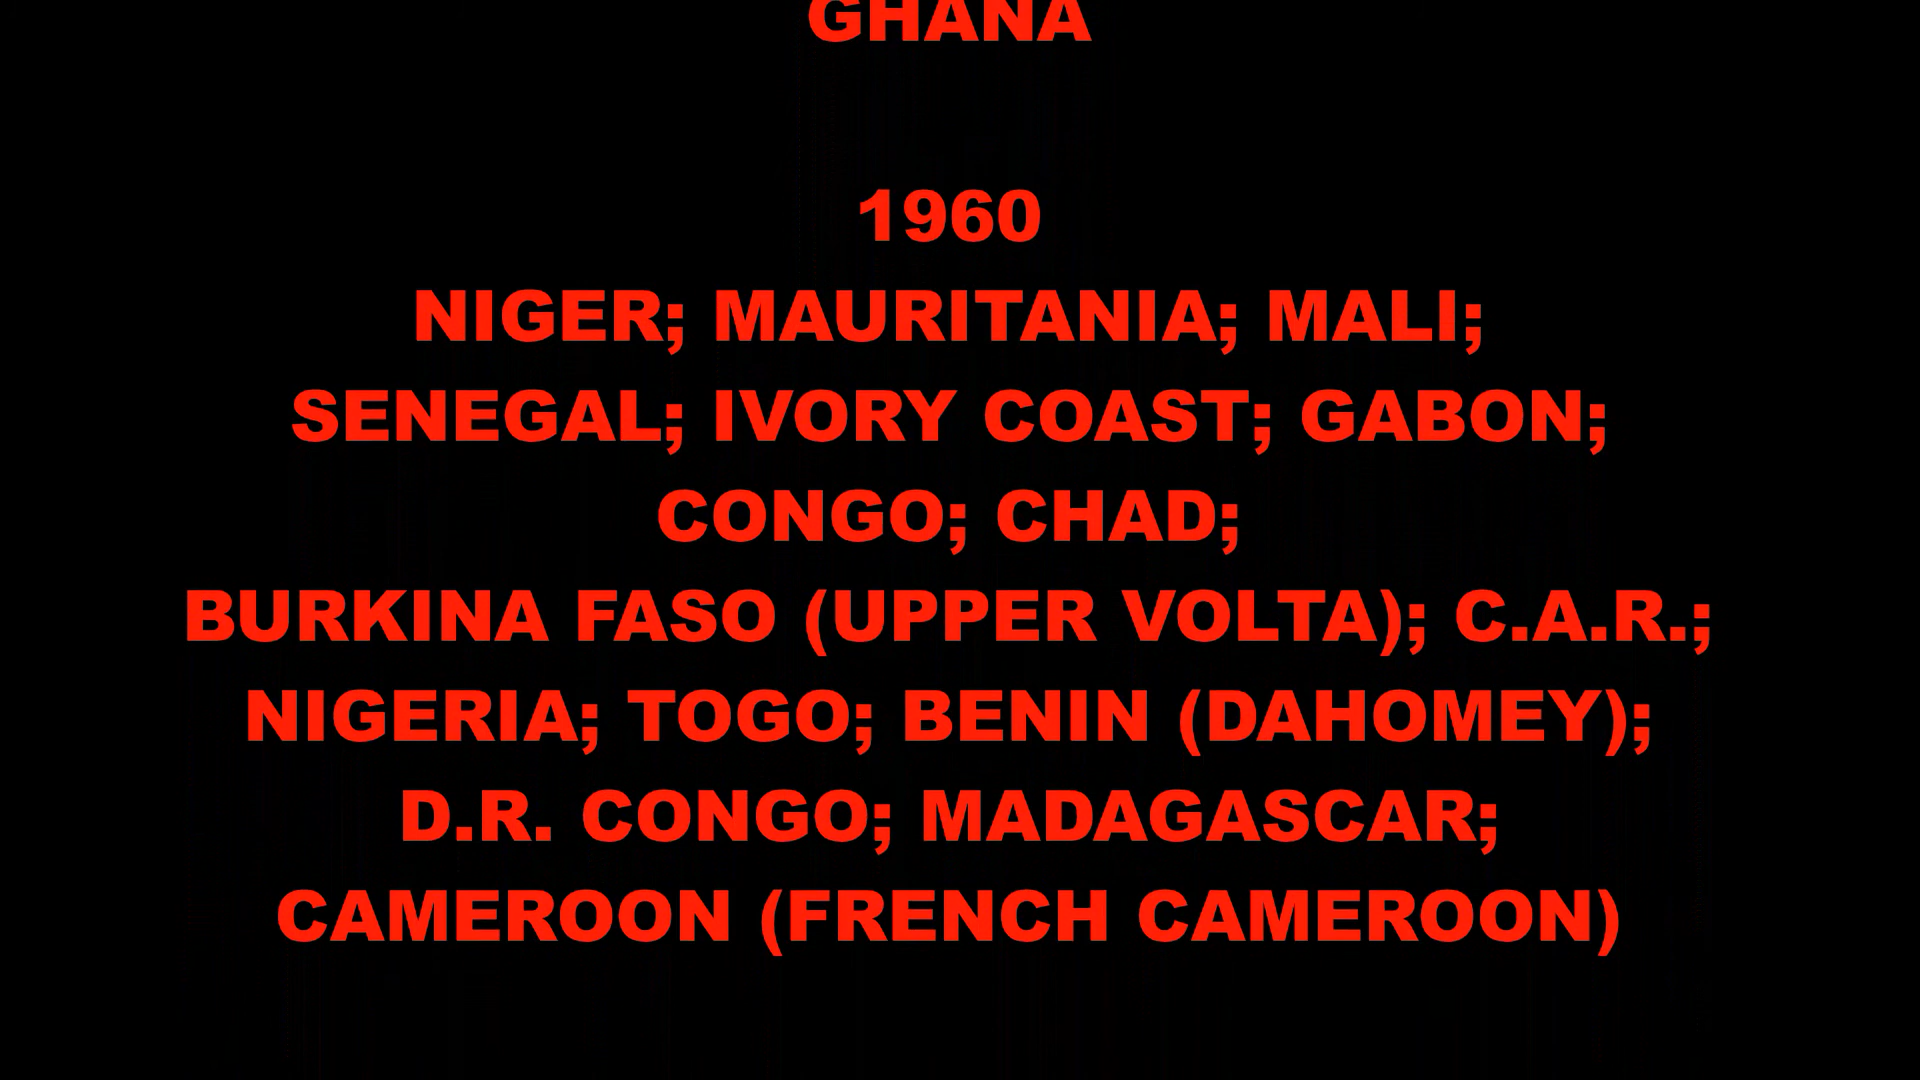 GHANA
1960
NIGER; MAURITANIA; MALI;
SENEGAL; IVORY COAST; GABON;
CONGO; CHAD;
BURKINA FASO (UPPER VOLTA); C.A.R.;
NIGERIA; TOGO; BENIN (DAHOMEY);
D.R. CONGO; MADAGASCAR;
CAMEROON (FRENCH CAMEROON)